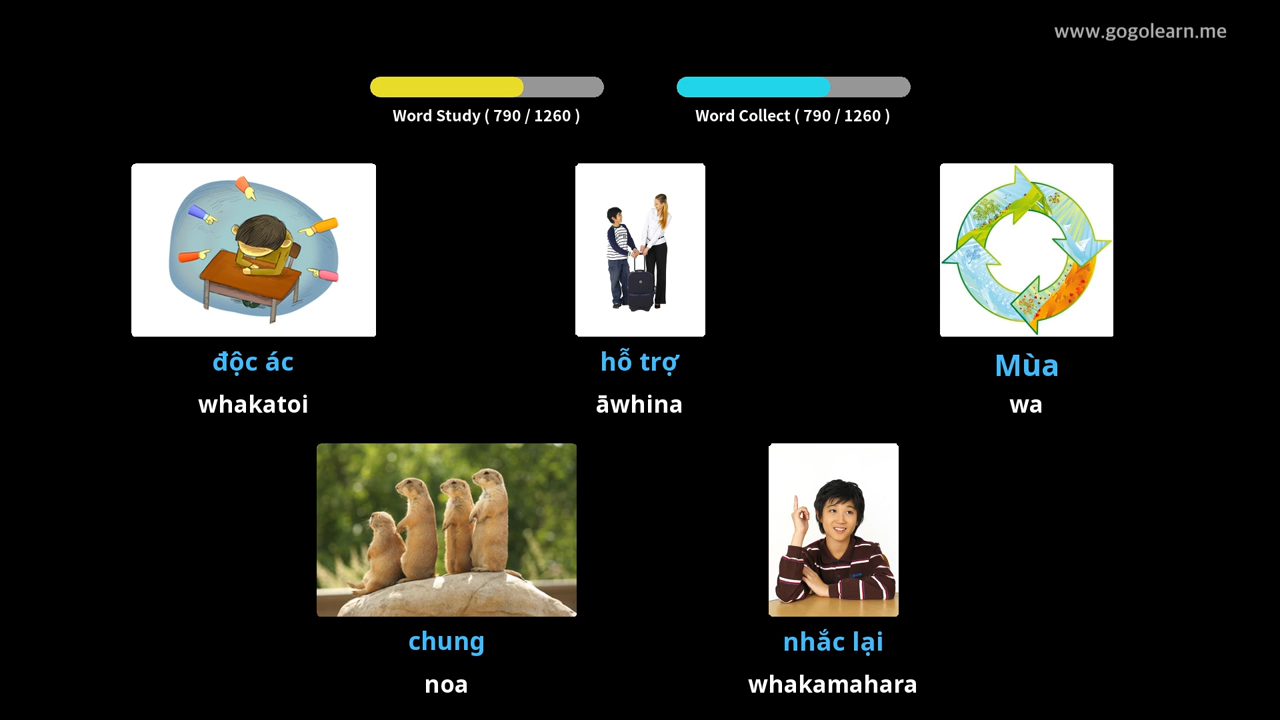 www.gogolearn.me
Word Study ( 790 / 1260 )
Word Collect ( 790 / 1260 )
độc ác
hỗ trợ
Mùa
whakatoi
āwhina
wa
chung
nhắc lại
noa
whakamahara